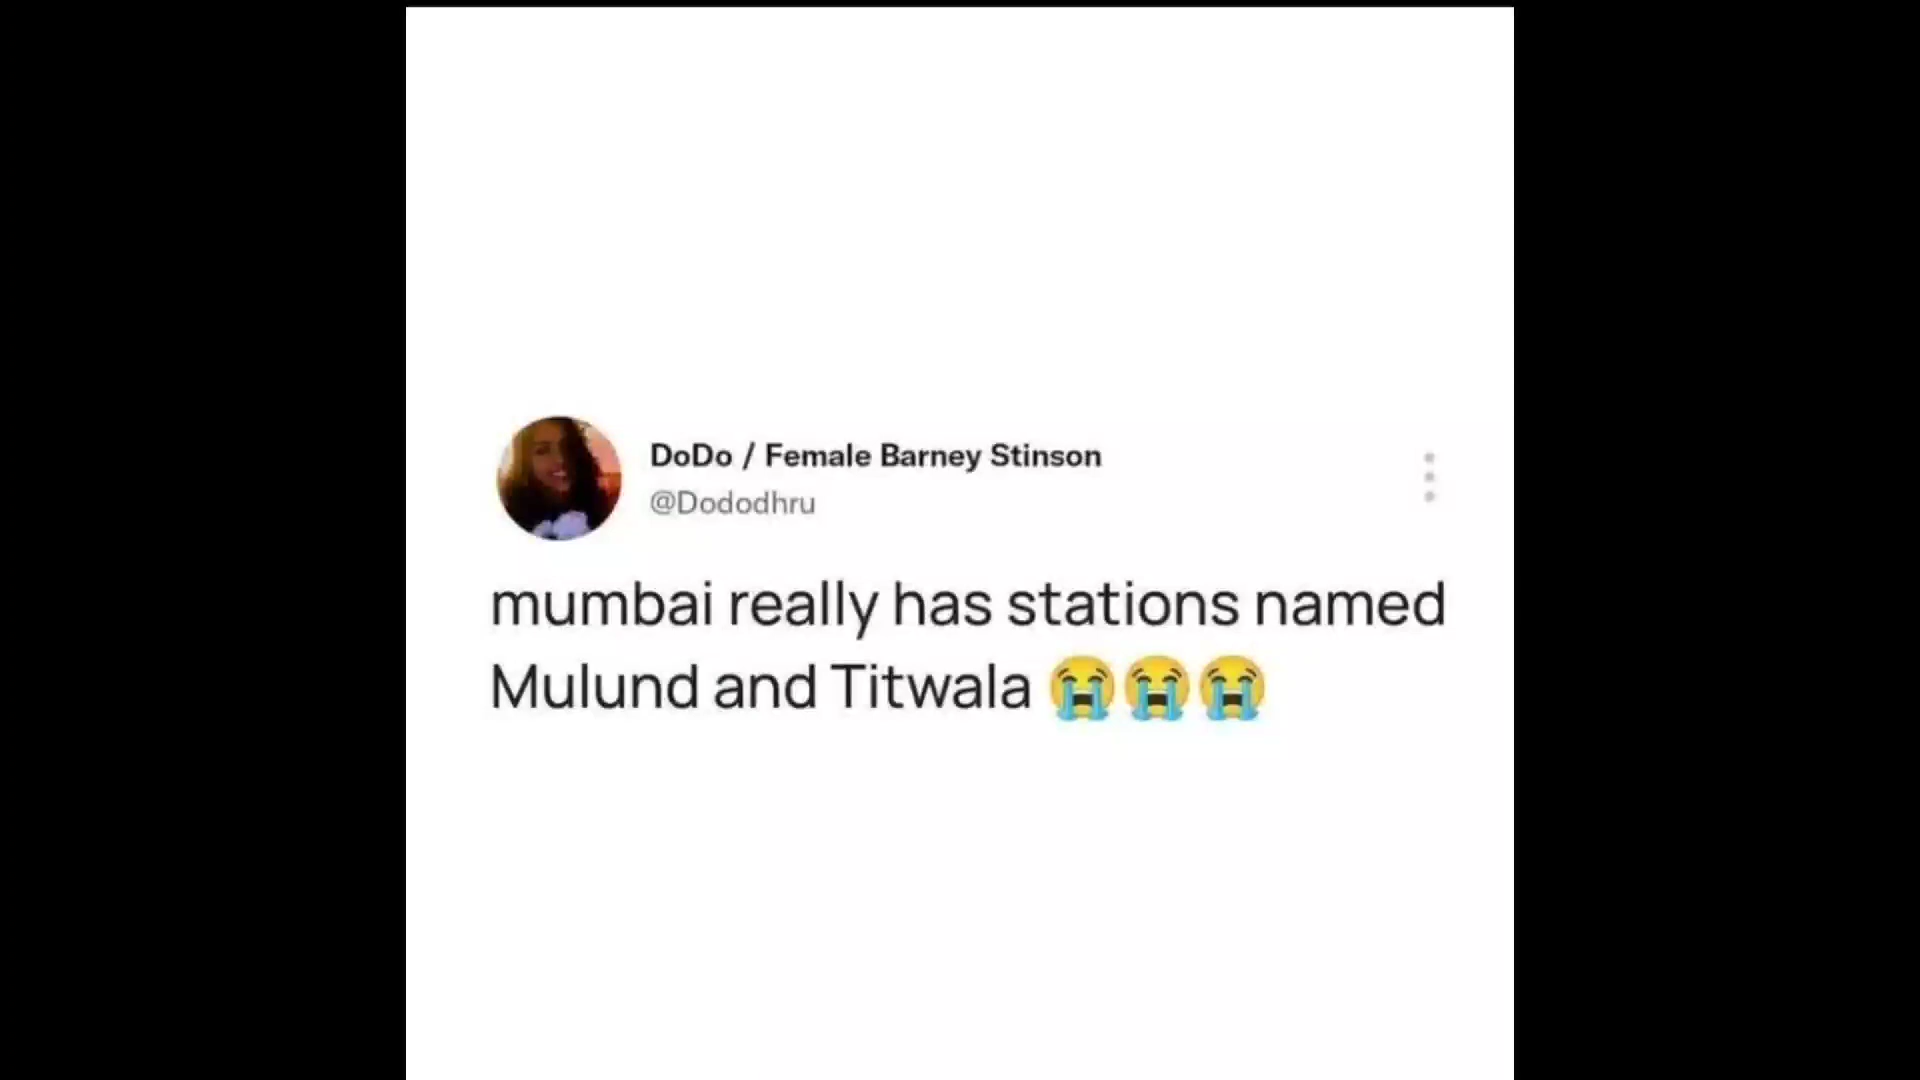 DoDo / Female Barney Stinson
@Dododhru
mumbai really has stations named
Mulund and Titwala 😭😭😭